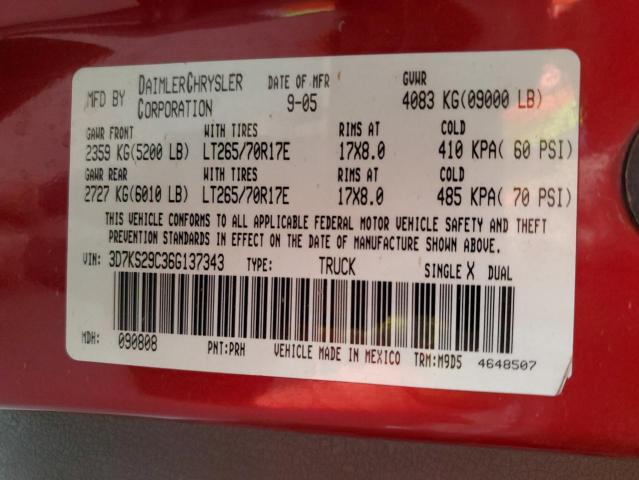 MFD BY DAIMLERCHRYSLER CORPORATION DATE OF MFR 9-05 GVWR 4083 KG(09000 LB)
GAWR FRONT WITH TIRES RIMS AT COLD
2359 KG(5200 LB) LT265/70R17E 17X8.0 410 KPA( 60 PSI)
GAWR REAR WITH TIRES RIMS AT COLD
2727 KG(6010 LB) LT265/70R17E 17X8.0 485 KPA( 70 PSI)
THIS VEHICLE CONFORMS TO ALL APPLICABLE FEDERAL MOTOR VEHICLE SAFETY AND THEFT
PREVENTION STANDARDS IN EFFECT ON THE DATE OF MANUFACTURE SHOWN ABOVE.
VIN: 3D7KS29C36G137343 TYPE: TRUCK SINGLE X DUAL
MDH: 090808 PNT:PRH VEHICLE MADE IN MEXICO TRM:M9D5 4648507